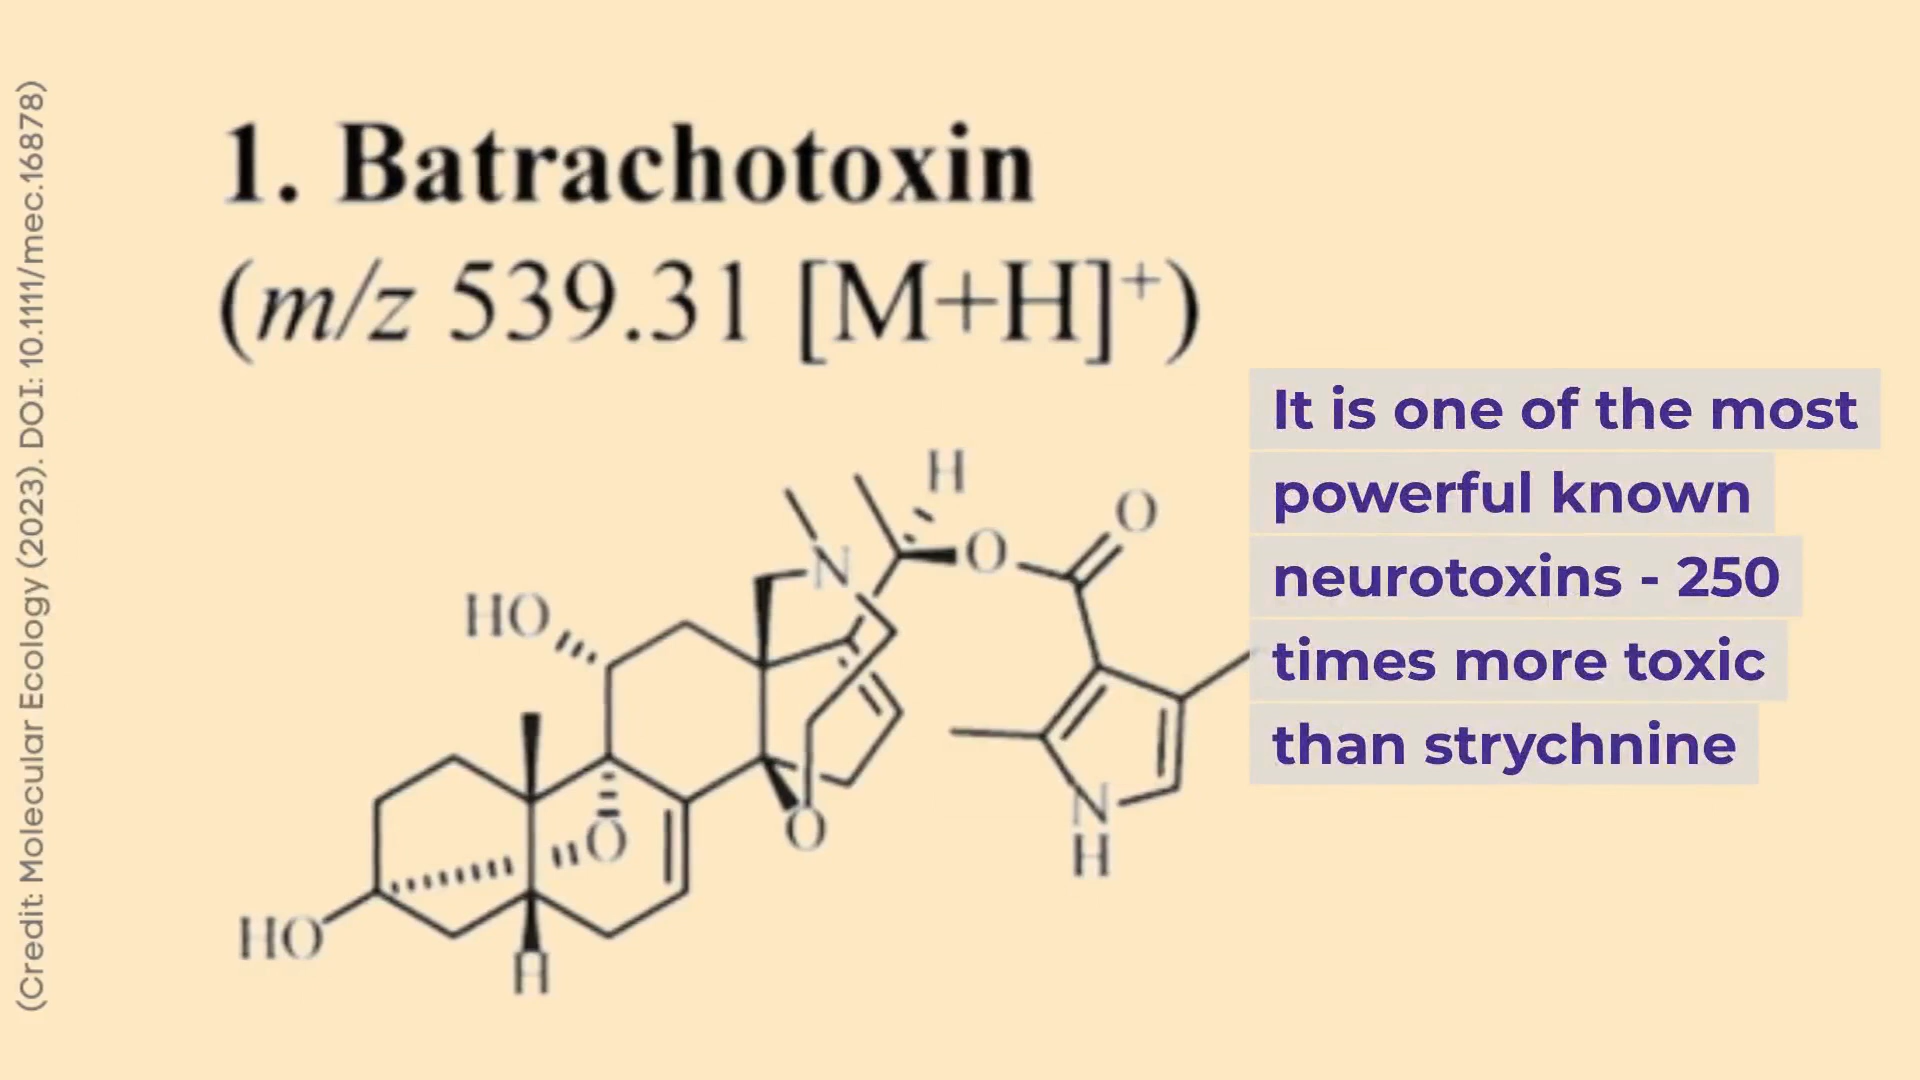 (Credit: Molecular Ecology (2023). DOI: 10.1111/mec.16878)
1. Batrachotoxin
(m/z 539.31 [M+H]⁺)
It is one of the most
powerful known
neurotoxins - 250
times more toxic
than strychnine
H
O
N
O
HO
O
O
N
H
HO
H